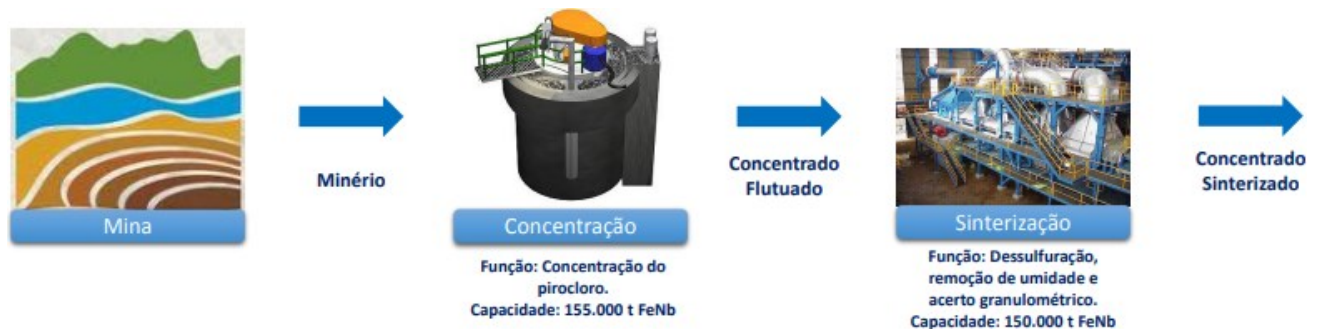 Minério
Mina
Concentração
Função: Concentração do
pirocloro.
Capacidade: 155.000 t FeNb
Concentrado
Flutuado
Sinterização
Função: Dessulfuração,
remoção de umidade e
acerto granulométrico.
Capacidade: 150.000 t FeNb
Concentrado
Sinterizado